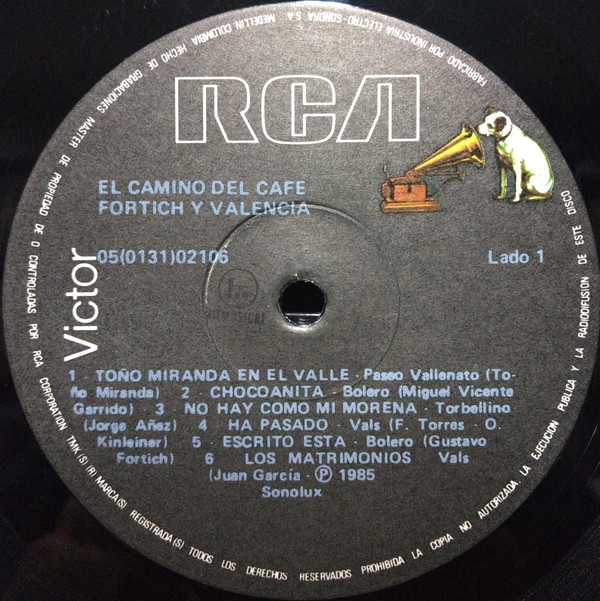 RCA
EL CAMINO DEL CAFE
FORTICH Y VALENCIA
05(0131)02106
Lado 1
Victor
1 - TOÑO MIRANDA EN EL VALLE - Paseo Vallenato (To-
ño Miranda) 2 - CHOCOANITA - Bolero (Miguel Vicente
Garrido) 3 - NO HAY COMO MI MORENA - Torbellino
(Jorge Añez) 4 - HA PASADO - Vals (F. Torres - O.
Kinleiner) 5 - ESCRITO ESTA - Bolero (Gustavo
Fortich) 6 LOS MATRIMONIOS Vals
(Juan García - Ⓟ 1985
Sonolux
FABRICADO POR INDUSTRIA ELECTRO-SONORA S A MEDELLIN COLOMBIA HECHO DE GRABACIONES MASTER DE PROPIEDAD DE O CONTROLADAS POR RCA CORPORATION TMK(S) (R) MARCA(S) REGISTRADA(S) TODOS LOS DERECHOS RESERVADOS PROHIBIDA LA COPIA NO AUTORIZADA, LA EJECUCION PUBLICA Y LA RADIODIFUSION DE ESTE DISCO